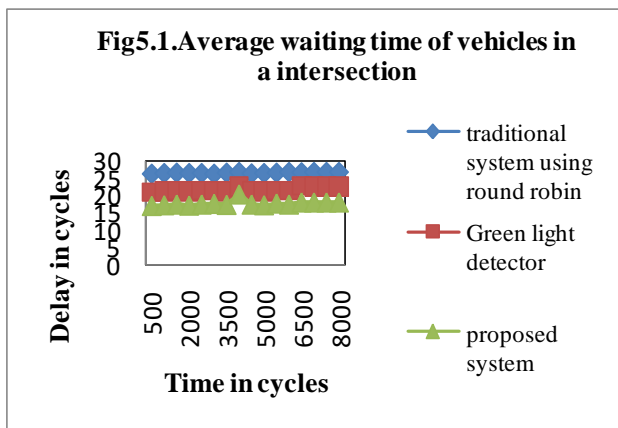 Fig5.1.Average waiting time of vehicles in
a intersection
Delay in cycles
30
25
20
15
10
5
0
500
2000
3500
5000
6500
8000
Time in cycles
traditional
system using
round robin
Green light
detector
proposed
system